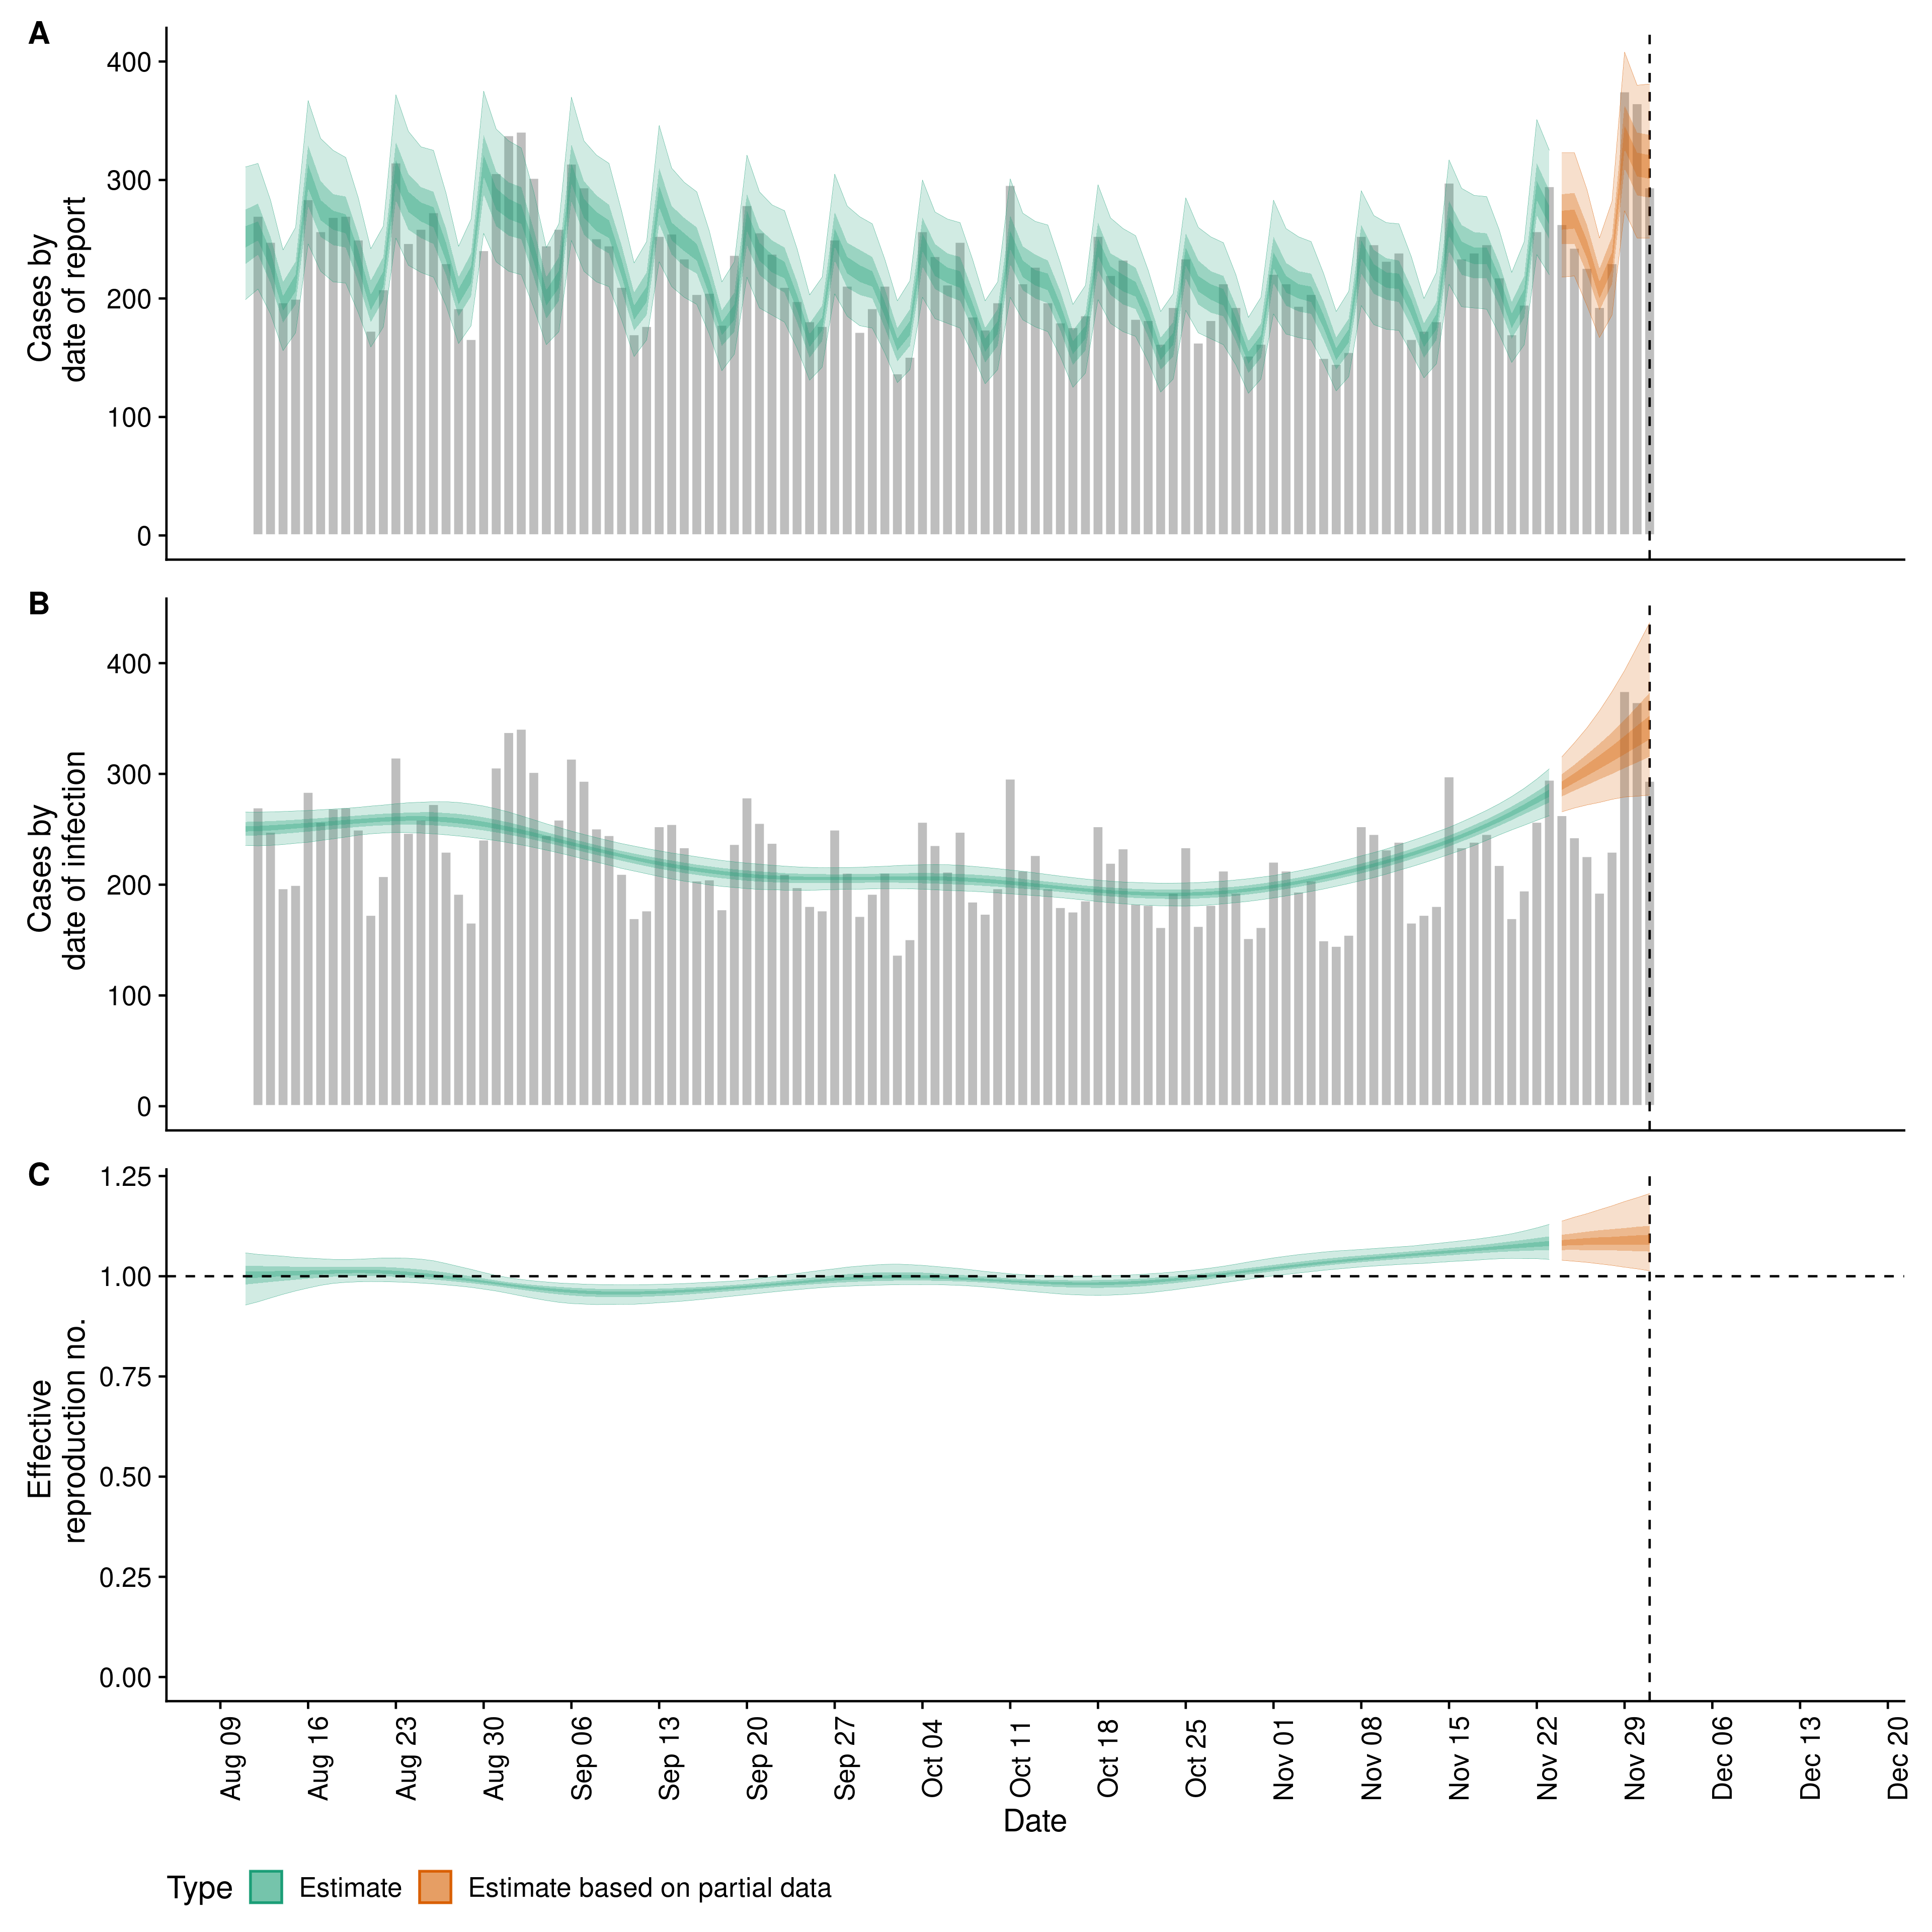 A
400
300
200
100
0
Cases by
date of report
B
400
300
200
100
0
Cases by
date of infection
C
1.25
1.00
0.75
0.50
0.25
0.00
Effective
reproduction no.
Aug 09
Aug 16
Aug 23
Aug 30
Sep 06
Sep 13
Sep 20
Sep 27
Oct 04
Oct 11
Oct 18
Oct 25
Nov 01
Nov 08
Nov 15
Nov 22
Nov 29
Dec 06
Dec 13
Dec 20
Date
Type Estimate Estimate based on partial data